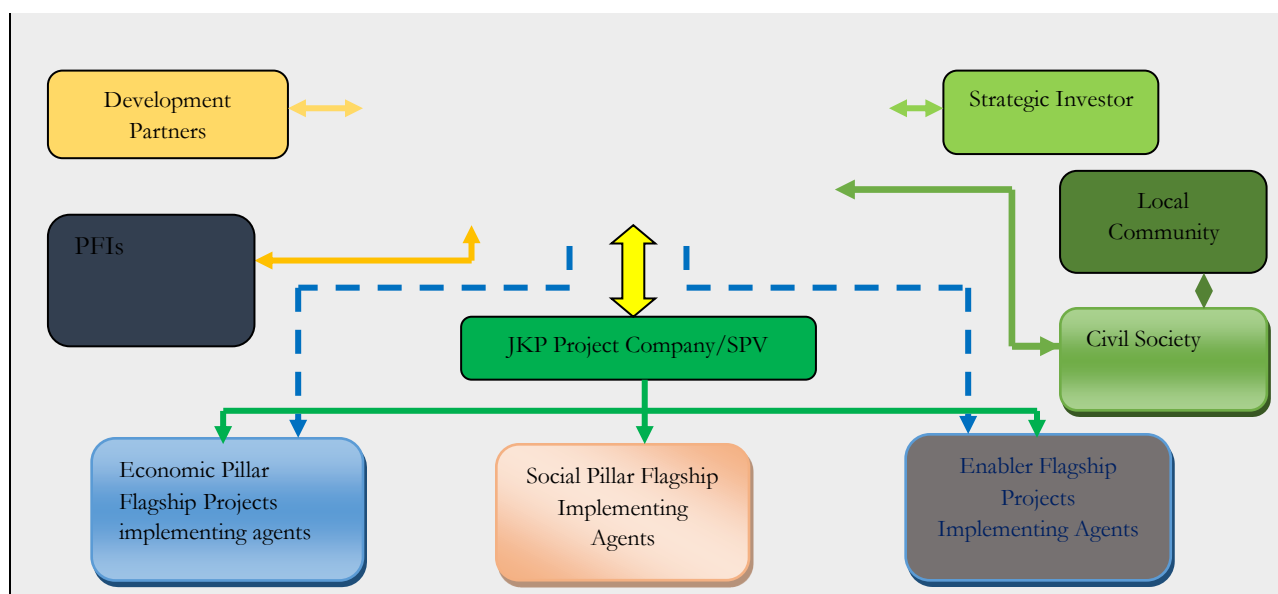 Development
Partners
Strategic Investor
Local
Community
PFIs
JKP Project Company/SPV
Civil Society
Economic Pillar
Flagship Projects
implementing agents
Social Pillar Flagship
Implementing
Agents
Enabler Flagship
Projects
Implementing Agents